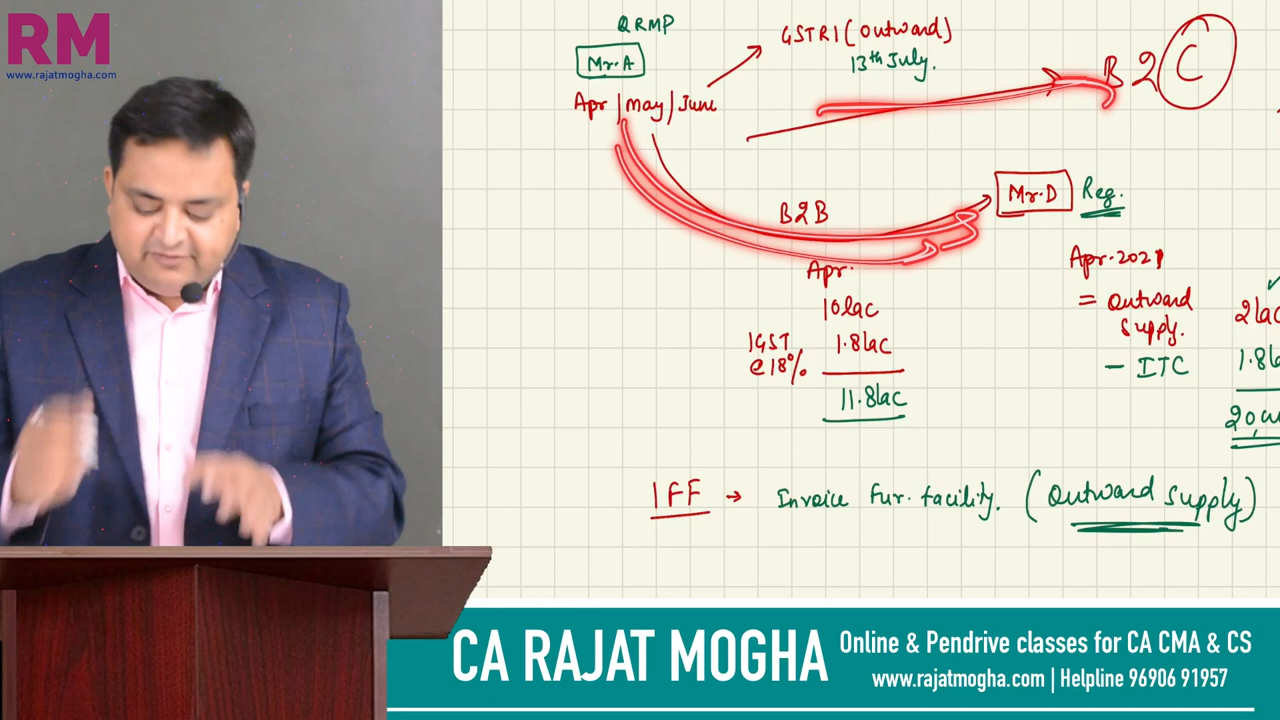 RM
www.rajatmogha.com
QRMP
Mr.A
Apr | May | June
GSTR1 (Outward)
13th July.
B 2 C
B2B
Mr.D Reg.
Apr.
10lac
IGST @18% 1.8lac
11.8lac
Apr.2021
= Outward
Supply.
- ITC
2lac
IFF → Invoice Fur. facility. (Outward Supply)
CA RAJAT MOGHA
Online & Pendrive classes for CA CMA & CS
www.rajatmogha.com | Helpline 96906 91957